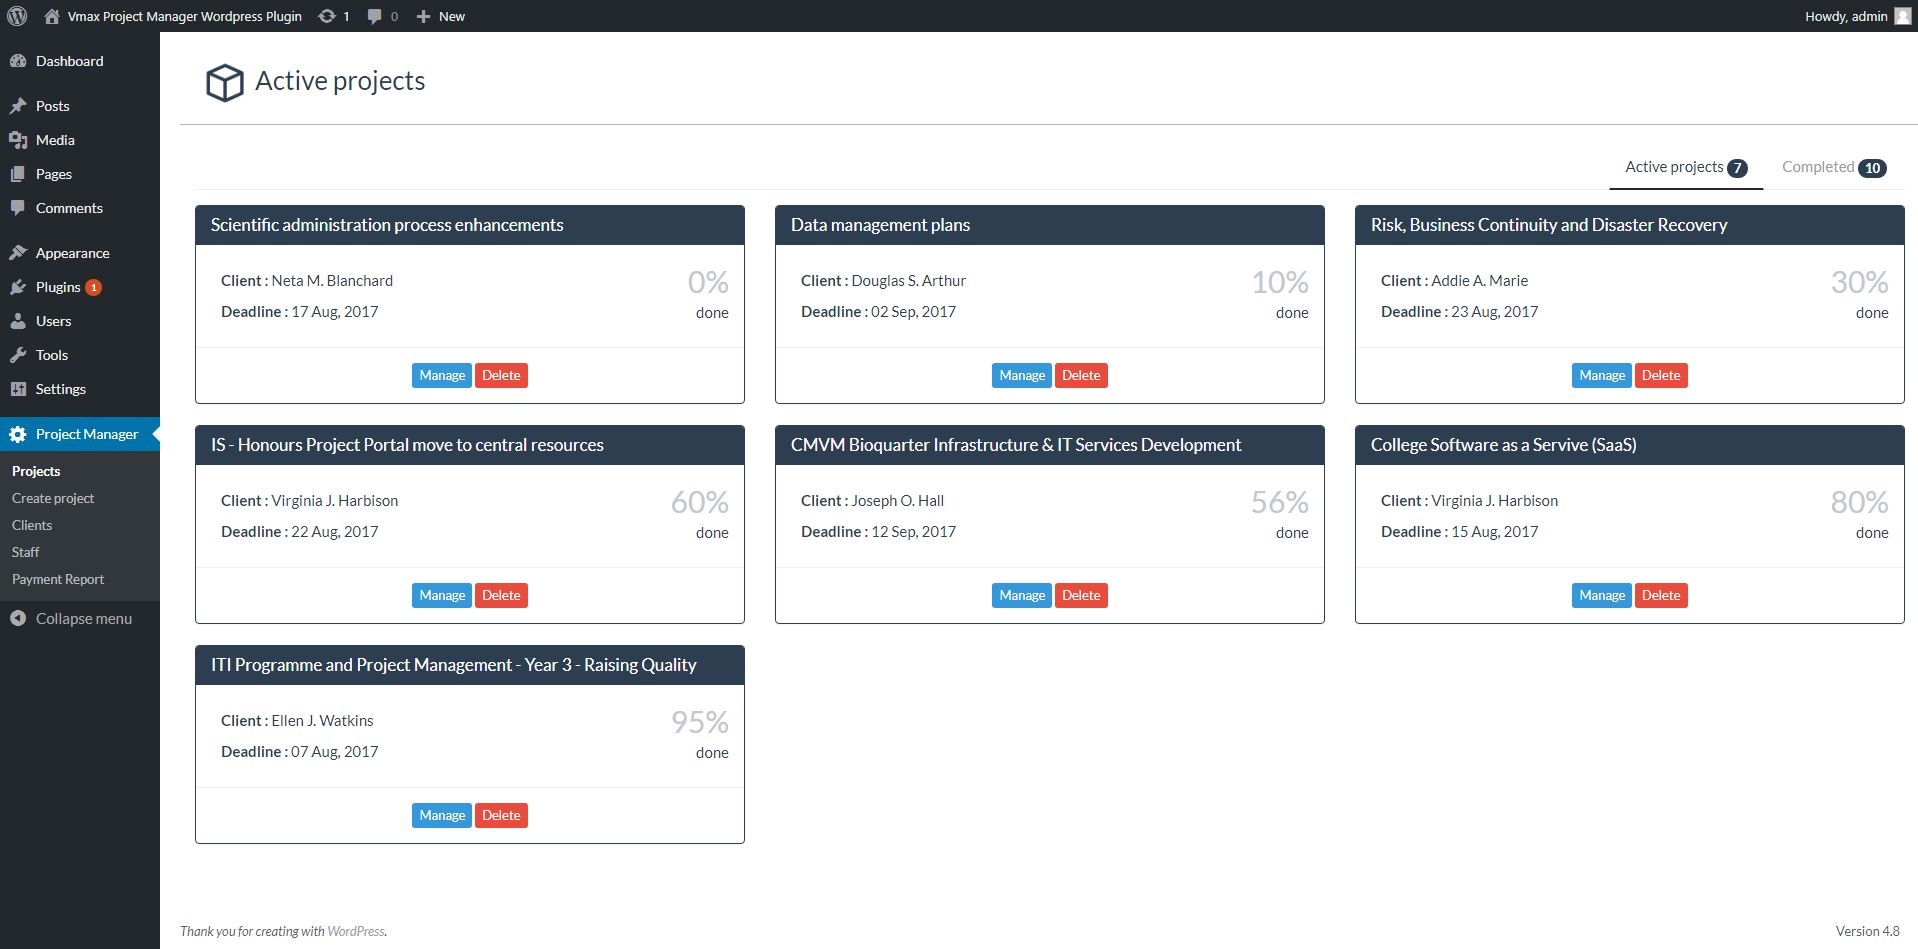 Vmax Project Manager Wordpress Plugin 1 0 New Howdy, admin
Dashboard
Posts
Media
Pages
Comments
Appearance
Plugins 1
Users
Tools
Settings
Project Manager
Projects
Create project
Clients
Staff
Payment Report
Collapse menu
Active projects
Active projects 7 Completed 10
Scientific administration process enhancements
Client : Neta M. Blanchard
0%
Deadline : 17 Aug, 2017
done
Manage Delete
Data management plans
Client : Douglas S. Arthur
10%
Deadline : 02 Sep, 2017
done
Manage Delete
Risk, Business Continuity and Disaster Recovery
Client : Addie A. Marie
30%
Deadline : 23 Aug, 2017
done
Manage Delete
IS - Honours Project Portal move to central resources
Client : Virginia J. Harbison
60%
Deadline : 22 Aug, 2017
done
Manage Delete
CMVM Bioquarter Infrastructure & IT Services Development
Client : Joseph O. Hall
56%
Deadline : 12 Sep, 2017
done
Manage Delete
College Software as a Servive (SaaS)
Client : Virginia J. Harbison
80%
Deadline : 15 Aug, 2017
done
Manage Delete
ITI Programme and Project Management - Year 3 - Raising Quality
Client : Ellen J. Watkins
95%
Deadline : 07 Aug, 2017
done
Manage Delete
Thank you for creating with WordPress.
Version 4.8